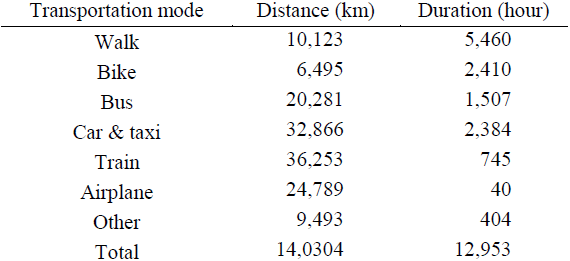 Transportation mode Distance (km) Duration (hour)
Walk 10,123 5,460
Bike 6,495 2,410
Bus 20,281 1,507
Car & taxi 32,866 2,384
Train 36,253 745
Airplane 24,789 40
Other 9,493 404
Total 14,0304 12,953